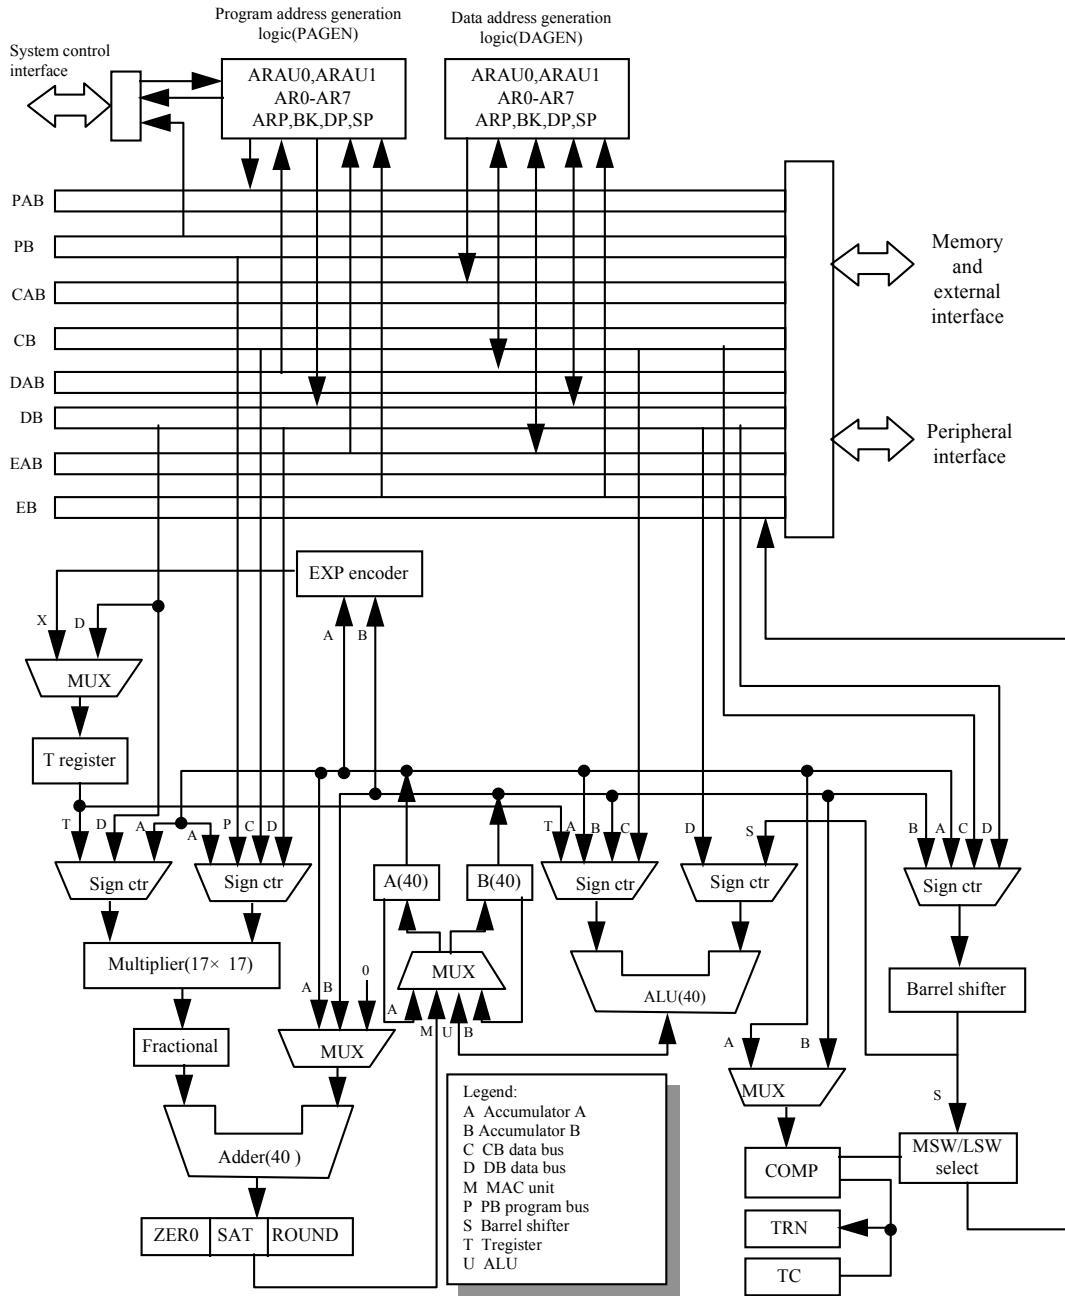 Program address generation
logic(PAGEN)
Data address generation
logic(DAGEN)
System control
interface
ARAU0,ARAU1
AR0-AR7
ARP,BK,DP,SP
ARAU0,ARAU1
AR0-AR7
ARP,BK,DP,SP
PAB
PB
CAB
CB
DAB
DB
EAB
EB
Memory
and
external
interface
Peripheral
interface
EXP encoder
X
D
A
B
MUX
T register
T
D
A
A
P
C
D
T
A
B
C
D
S
B
A
C
D
Sign ctr
Sign ctr
A(40)
B(40)
Sign ctr
Sign ctr
Sign ctr
Multiplier(17× 17)
MUX
ALU(40)
Barrel shifter
A
B
0
A
M
U
B
Fractional
MUX
A
B
MUX
S
Adder(40 )
COMP
MSW/LSW
select
ZER0
SAT
ROUND
TRN
TC
Legend:
A Accumulator A
B Accumulator B
C CB data bus
D DB data bus
M MAC unit
P PB program bus
S Barrel shifter
T Tregister
U ALU